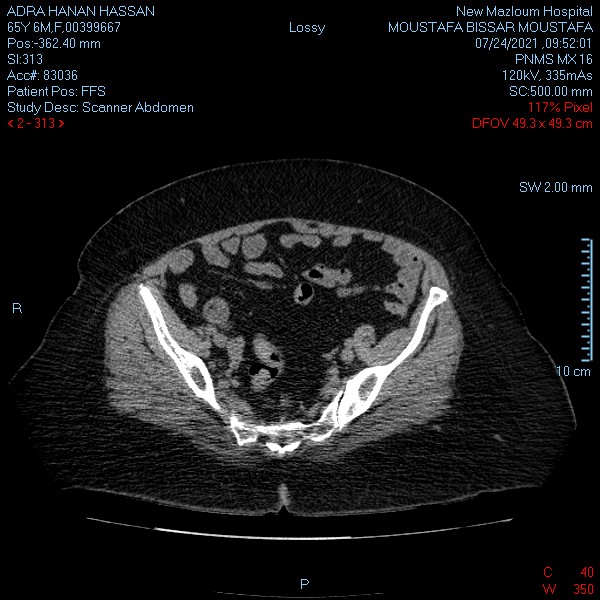 ADRA HANAN HASSAN
65Y 6M,F,00399667
Pos:-362.40 mm
SI:313
Acc#: 83036
Patient Pos: FFS
Study Desc: Scanner Abdomen
< 2 - 313 >
Lossy
New Mazloum Hospital
MOUSTAFA BISSAR MOUSTAFA
07/24/2021 ,09:52:01
PNMS MX 16
120kV, 335mAs
SC:500.00 mm
117% Pixel
DFOV 49.3 x 49.3 cm
SW 2.00 mm
R
10 cm
P
C 40
W 350